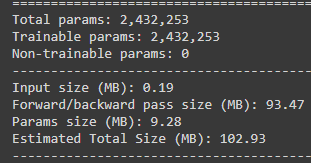 ================================================
Total params: 2,432,253
Trainable params: 2,432,253
Non-trainable params: 0
------------------------------------------------
Input size (MB): 0.19
Forward/backward pass size (MB): 93.47
Params size (MB): 9.28
Estimated Total Size (MB): 102.93
------------------------------------------------